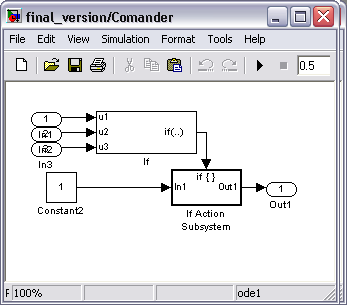 final_version/Comander
File Edit View Simulation Format Tools Help
0.5
1
u1
In1
u2
if(..)
u3
In3
If
if { }
1
In1
Out1
1
Constant2
If Action
Subsystem
Out1
100%
ode1